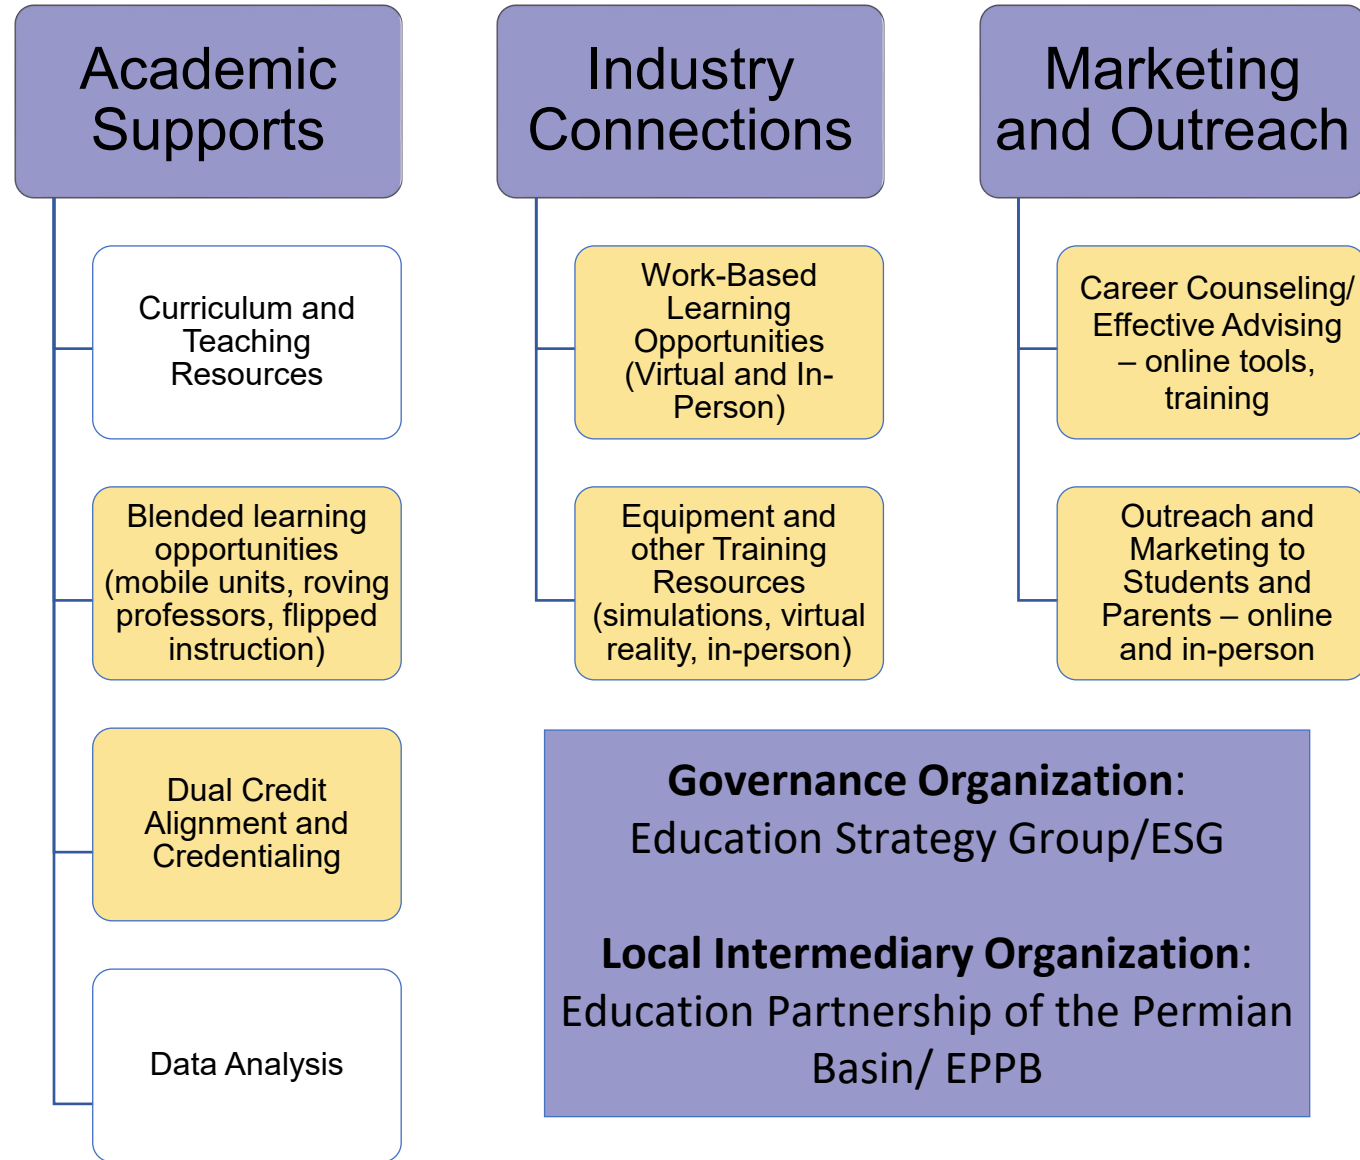 Academic
Supports
Curriculum and
Teaching
Resources
Blended learning
opportunities
(mobile units, roving
professors, flipped
instruction)
Dual Credit
Alignment and
Credentialing
Data Analysis
Industry
Connections
Work-Based
Learning
Opportunities
(Virtual and In-
Person)
Equipment and
other Training
Resources
(simulations, virtual
reality, in-person)
Marketing
and Outreach
Career Counseling/
Effective Advising
– online tools,
training
Outreach and
Marketing to
Students and
Parents – online
and in-person
Governance Organization:
Education Strategy Group/ESG
Local Intermediary Organization:
Education Partnership of the Permian
Basin/ EPPB